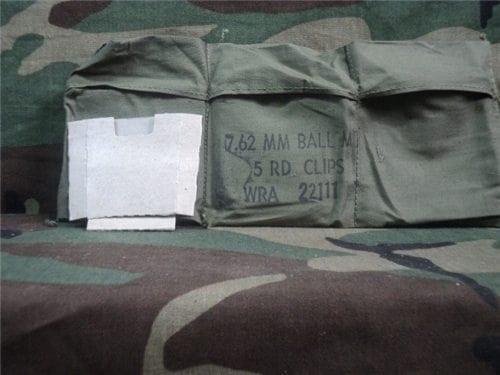 7.62 MM BALL M
5 RD. CLIPS
WRA 22111